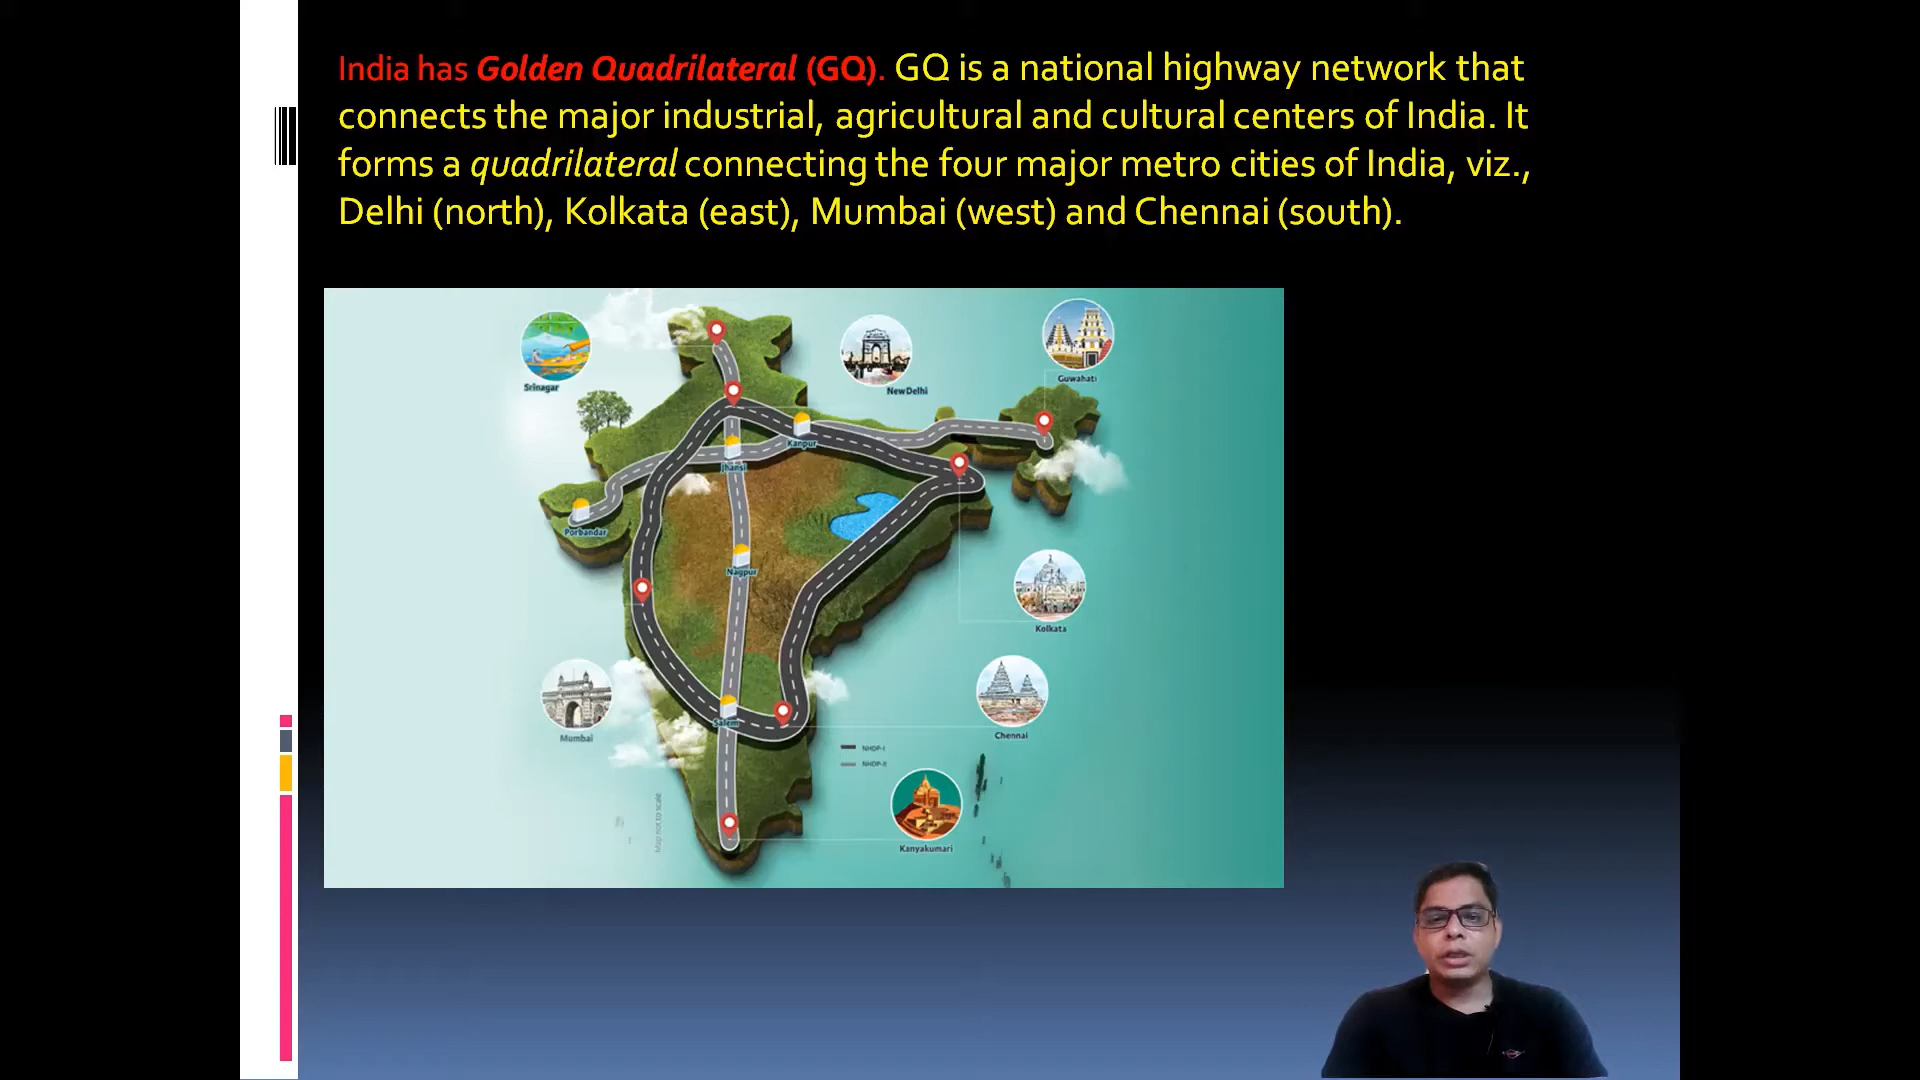 India has Golden Quadrilateral (GQ). GQ is a national highway network that
connects the major industrial, agricultural and cultural centers of India. It
forms a quadrilateral connecting the four major metro cities of India, viz.,
Delhi (north), Kolkata (east), Mumbai (west) and Chennai (south).
Srinagar
New Delhi
Guwahati
Kanpur
Jhansi
Porbandar
Nagpur
Kolkata
Salem
Mumbai
Chennai
NHDP-I
NHDP-II
Map not to scale
Kanyakumari